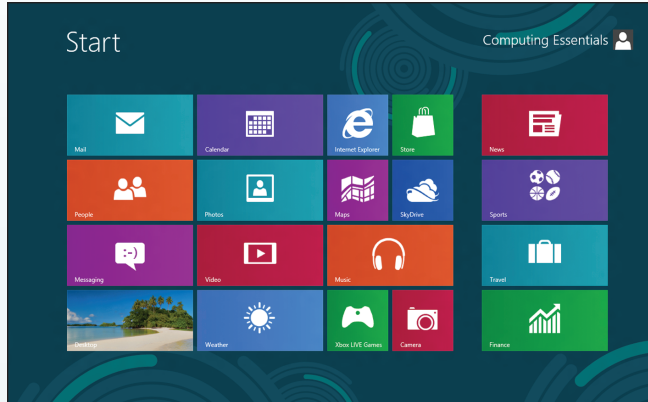 Start
Computing Essentials
Mail
Calendar
Internet Explorer
Store
News
People
Photos
Maps
SkyDrive
Sports
Messaging
:-)
Video
Music
Travel
Desktop
Weather
Xbox LIVE Games
Camera
Finance